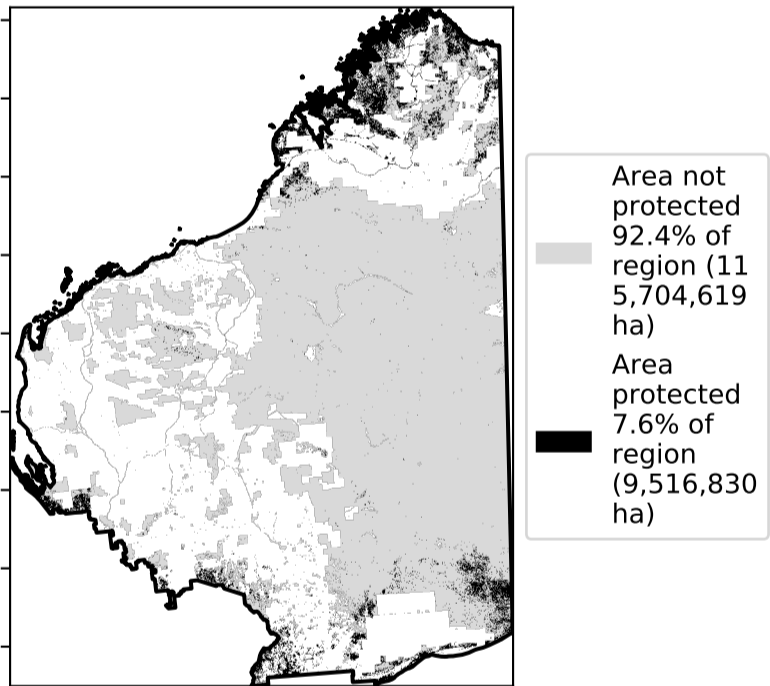 Area not
protected
92.4% of
region (11
5,704,619
ha)
Area
protected
7.6% of
region
(9,516,830
ha)